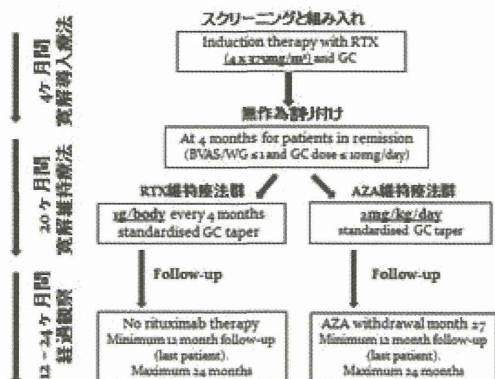 スクリーニングと組み入れ
Induction therapy with RTX
(4 x 375mg/m²) and GC
4ヶ月間
寛解導入療法
無作為割り付け
At 4 months for patients in remission
(BVAS/WG ≤1 and GC dose ≤ 10mg/day)
20ヶ月間
寛解維持療法
RTX維持療法群
AZA維持療法群
1g/body every 4 months
standardised GC taper
2mg/kg/day
standardised GC taper
Follow-up
Follow-up
12－24ヶ月間
経過観察
No rituximab therapy
Minimum 12 month follow-up
(last patient).
Maximum 24 months
AZA withdrawal month 27
Minimum 12 month follow-up
(last patient).
Maximum 24 months